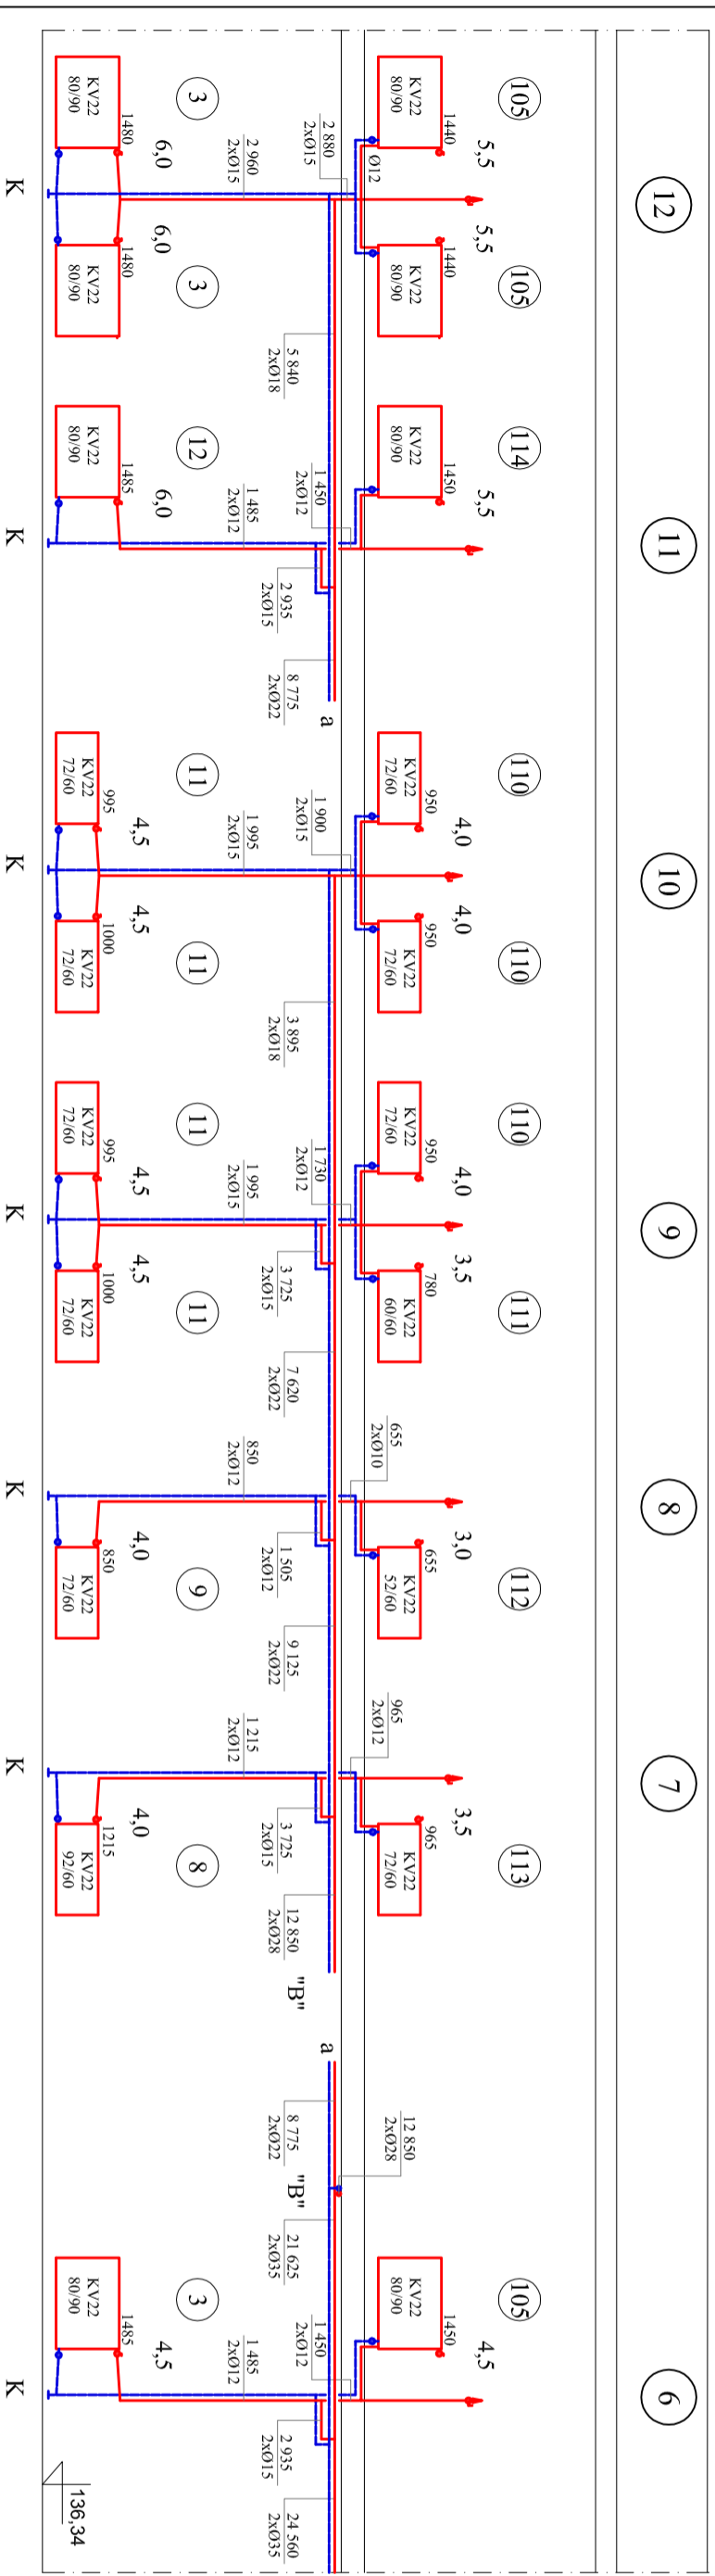 12
11
10
9
8
7
6
105
105
114
110
110
110
111
112
113
105
5,5
5,5
5,5
4,0
4,0
4,0
3,5
3,0
3,5
4,5
1440
1440
1450
950
950
950
780
655
965
1450
KV22
80/90
KV22
80/90
KV22
80/90
KV22
72/60
KV22
72/60
KV22
72/60
KV22
60/60
KV22
52/60
KV22
72/60
KV22
80/90
Ø12
655
2xØ10
965
2xØ12
12 850
2xØ28
2 880
2xØ15
1 450
2xØ12
1 900
2xØ15
1 730
2xØ12
1 450
2xØ12
a
a
5 840
2xØ18
2 935
2xØ15
8 775
2xØ22
3 895
2xØ18
3 725
2xØ15
7 620
2xØ22
1 505
2xØ12
9 125
2xØ22
3 725
2xØ15
12 850
2xØ28
"B"
8 775
2xØ22
"B"
21 625
2xØ35
2 935
2xØ15
24 560
2xØ35
2 960
2xØ15
1 485
2xØ12
1 995
2xØ15
1 995
2xØ15
850
2xØ12
1 215
2xØ12
1 485
2xØ12
3
3
12
11
11
11
11
9
8
3
6,0
6,0
6,0
4,5
4,5
4,5
4,5
4,0
4,0
4,5
1480
1480
1485
995
1000
995
1000
850
1215
1485
KV22
80/90
KV22
80/90
KV22
80/90
KV22
72/60
KV22
72/60
KV22
72/60
KV22
72/60
KV22
72/60
KV22
92/60
KV22
80/90
136,34
K
K
K
K
K
K
K